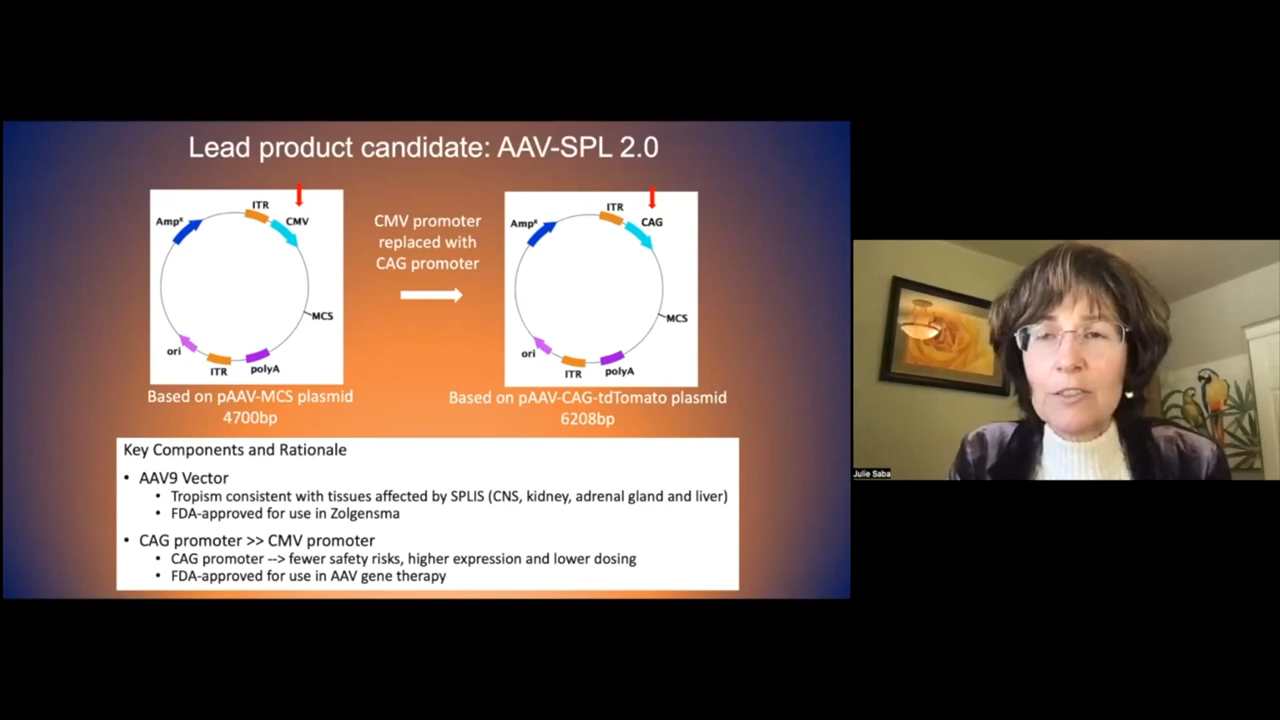 Lead product candidate: AAV-SPL 2.0
ITR
CMV
Ampᴿ
MCS
ori
ITR
polyA
Based on pAAV-MCS plasmid
4700bp
CMV promoter
replaced with
CAG promoter
ITR
CAG
Ampᴿ
MCS
ori
ITR
polyA
Based on pAAV-CAG-tdTomato plasmid
6208bp
Key Components and Rationale
• AAV9 Vector
• Tropism consistent with tissues affected by SPLIS (CNS, kidney, adrenal gland and liver)
• FDA-approved for use in Zolgensma
• CAG promoter >> CMV promoter
• CAG promoter --> fewer safety risks, higher expression and lower dosing
• FDA-approved for use in AAV gene therapy
Julie Saba